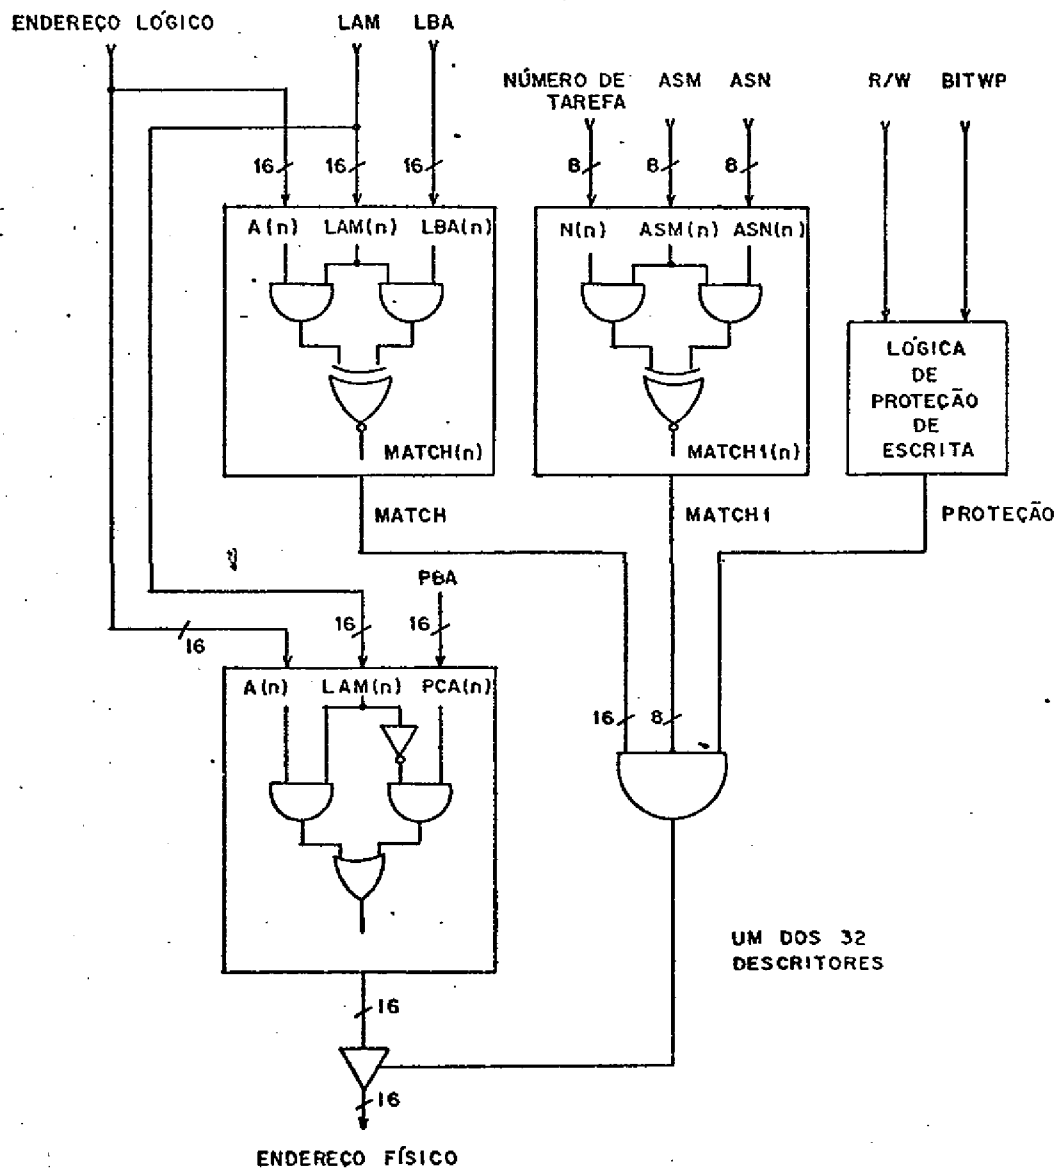 ENDEREÇO LÓGICO
LAM
LBA
NÚMERO DE
TAREFA
ASM
ASN
R/W
BITWP
16
16
16
8
8
8
A(n)
LAM(n)
LBA(n)
N(n)
ASM(n)
ASN(n)
LÓGICA
DE
PROTEÇÃO
DE
ESCRITA
MATCH(n)
MATCH1(n)
MATCH
MATCH1
PROTEÇÃO
PBA
16
16
16
A(n)
LAM(n)
PCA(n)
16
8
UM DOS 32
DESCRITORES
16
16
ENDEREÇO FÍSICO